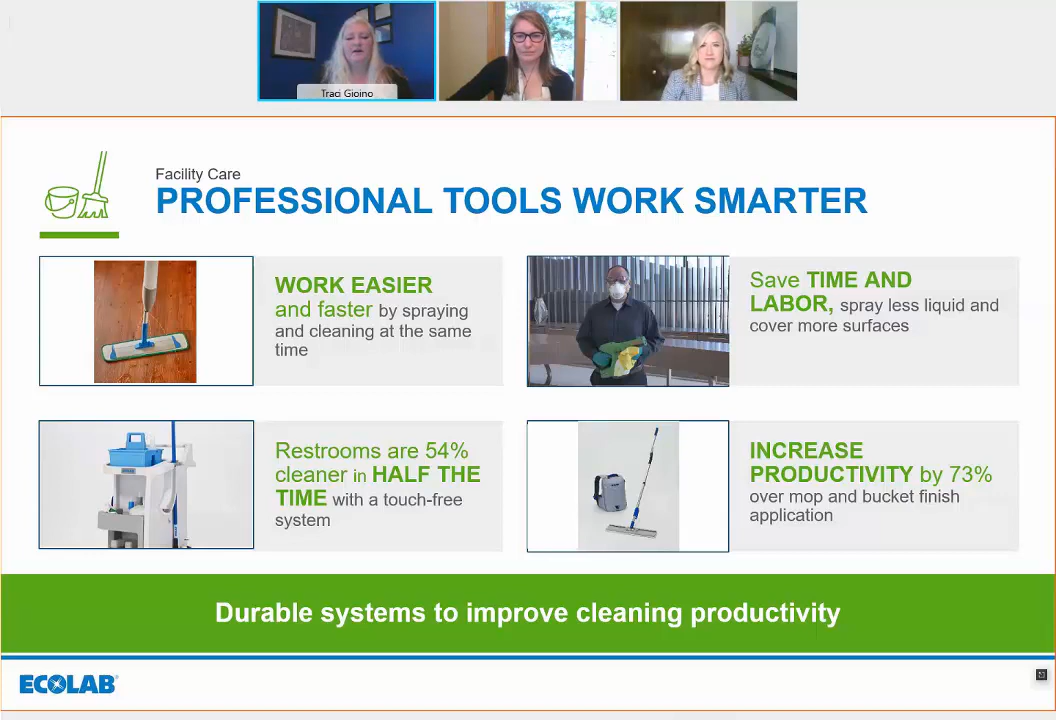 Traci Gioino
Facility Care
PROFESSIONAL TOOLS WORK SMARTER
WORK EASIER
and faster by spraying
and cleaning at the same
time
Save TIME AND
LABOR, spray less liquid and
cover more surfaces
Restrooms are 54%
cleaner in HALF THE
TIME with a touch-free
system
INCREASE
PRODUCTIVITY by 73%
over mop and bucket finish
application
Durable systems to improve cleaning productivity
ECOLAB®